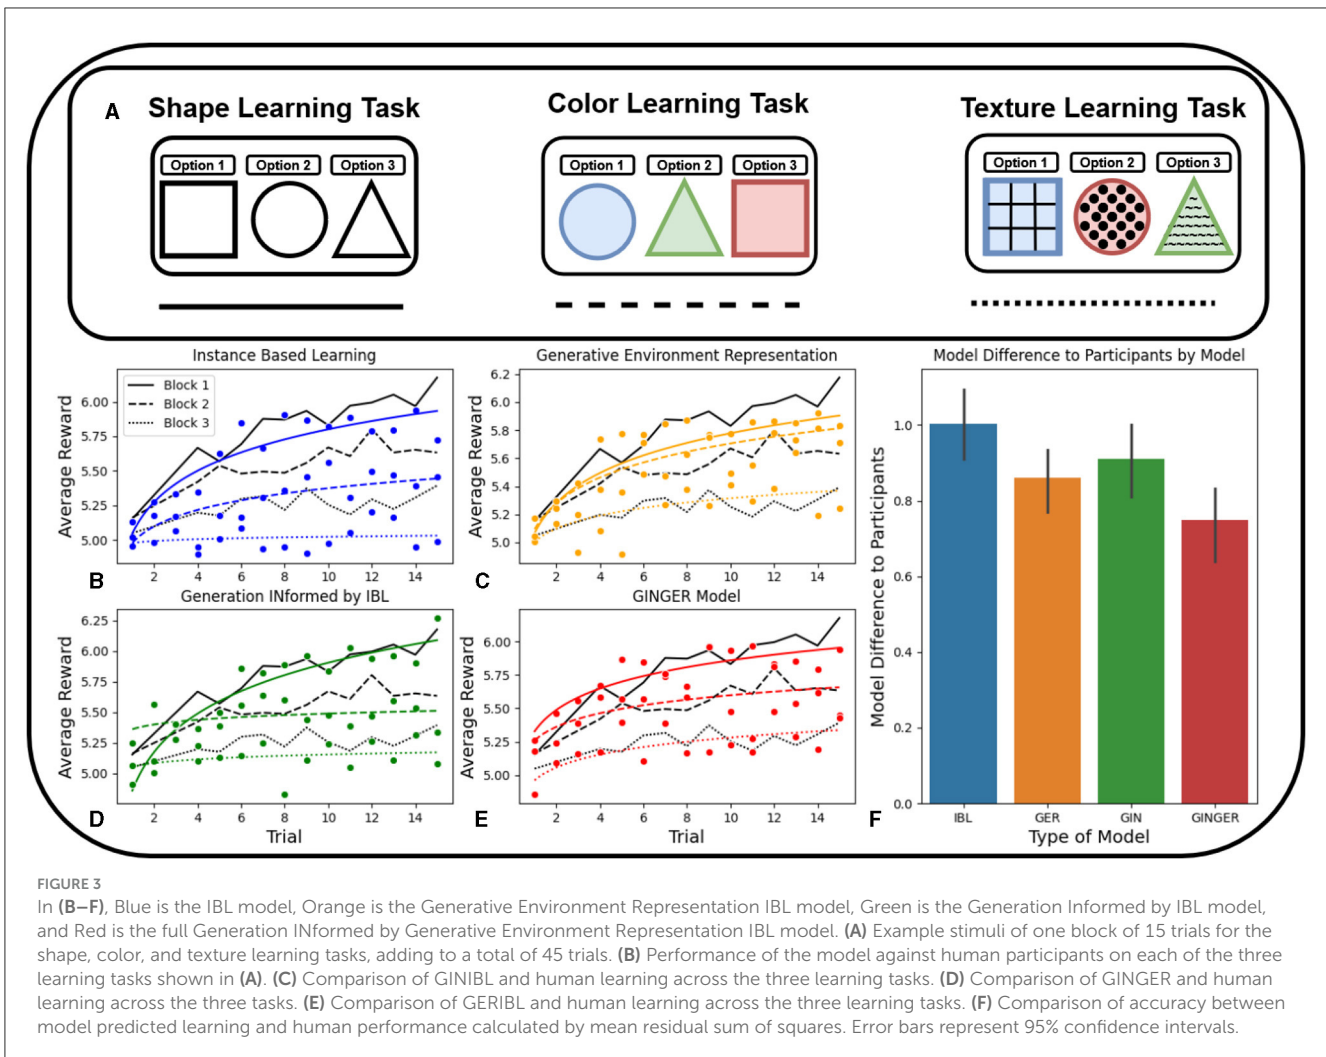 A
Shape Learning Task
Color Learning Task
Texture Learning Task
Option 1
Option 2
Option 3
Option 1
Option 2
Option 3
Option 1
Option 2
Option 3
Instance Based Learning
Block 1
Block 2
Block 3
Average Reward
6.00
5.75
5.50
5.25
5.00
2 4 6 8 10 12 14
B
Generative Environment Representation
Average Reward
6.2
6.0
5.8
5.6
5.4
5.2
5.0
2 4 6 8 10 12 14
C
Generation INformed by IBL
Average Reward
6.25
6.00
5.75
5.50
5.25
5.00
2 4 6 8 10 12 14
Trial
D
GINGER Model
Average Reward
6.00
5.75
5.50
5.25
5.00
2 4 6 8 10 12 14
Trial
E
Model Difference to Participants by Model
Model Difference to Participants
1.0
0.8
0.6
0.4
0.2
0.0
IBL GER GIN GINGER
Type of Model
F
FIGURE 3
In (B–F), Blue is the IBL model, Orange is the Generative Environment Representation IBL model, Green is the Generation Informed by IBL model,
and Red is the full Generation INformed by Generative Environment Representation IBL model. (A) Example stimuli of one block of 15 trials for the
shape, color, and texture learning tasks, adding to a total of 45 trials. (B) Performance of the model against human participants on each of the three
learning tasks shown in (A). (C) Comparison of GINIBL and human learning across the three learning tasks. (D) Comparison of GINGER and human
learning across the three tasks. (E) Comparison of GERIBL and human learning across the three learning tasks. (F) Comparison of accuracy between
model predicted learning and human performance calculated by mean residual sum of squares. Error bars represent 95% confidence intervals.